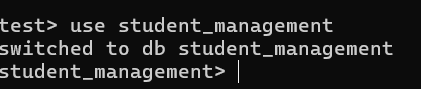 test> use student_management
switched to db student_management
student_management>